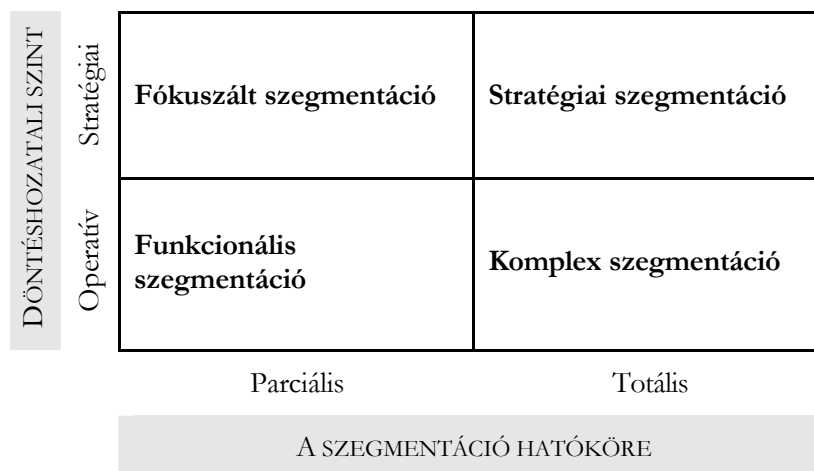 DÖNTÉSHOZATALI SZINT
Stratégiai
Fókuszált szegmentáció
Stratégiai szegmentáció
Operatív
Funkcionális
szegmentáció
Komplex szegmentáció
Parciális
Totális
A SZEGMENTÁCIÓ HATÓKÖRE